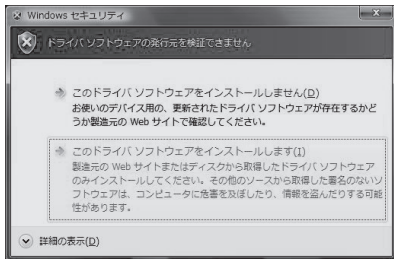 Windows セキュリティ
ドライバ ソフトウェアの発行元を検証できません
このドライバ ソフトウェアをインストールしません(D)
お使いのデバイス用の、更新されたドライバ ソフトウェアが存在するかど
うか製造元の Web サイトで確認してください。
このドライバ ソフトウェアをインストールします(I)
製造元の Web サイトまたはディスクから取得したドライバ ソフトウェア
のみインストールしてください。その他のソースから取得した署名のないソ
フトウェアは、コンピュータに危害を及ぼしたり、情報を盗んだりする可能
性があります。
詳細の表示(D)